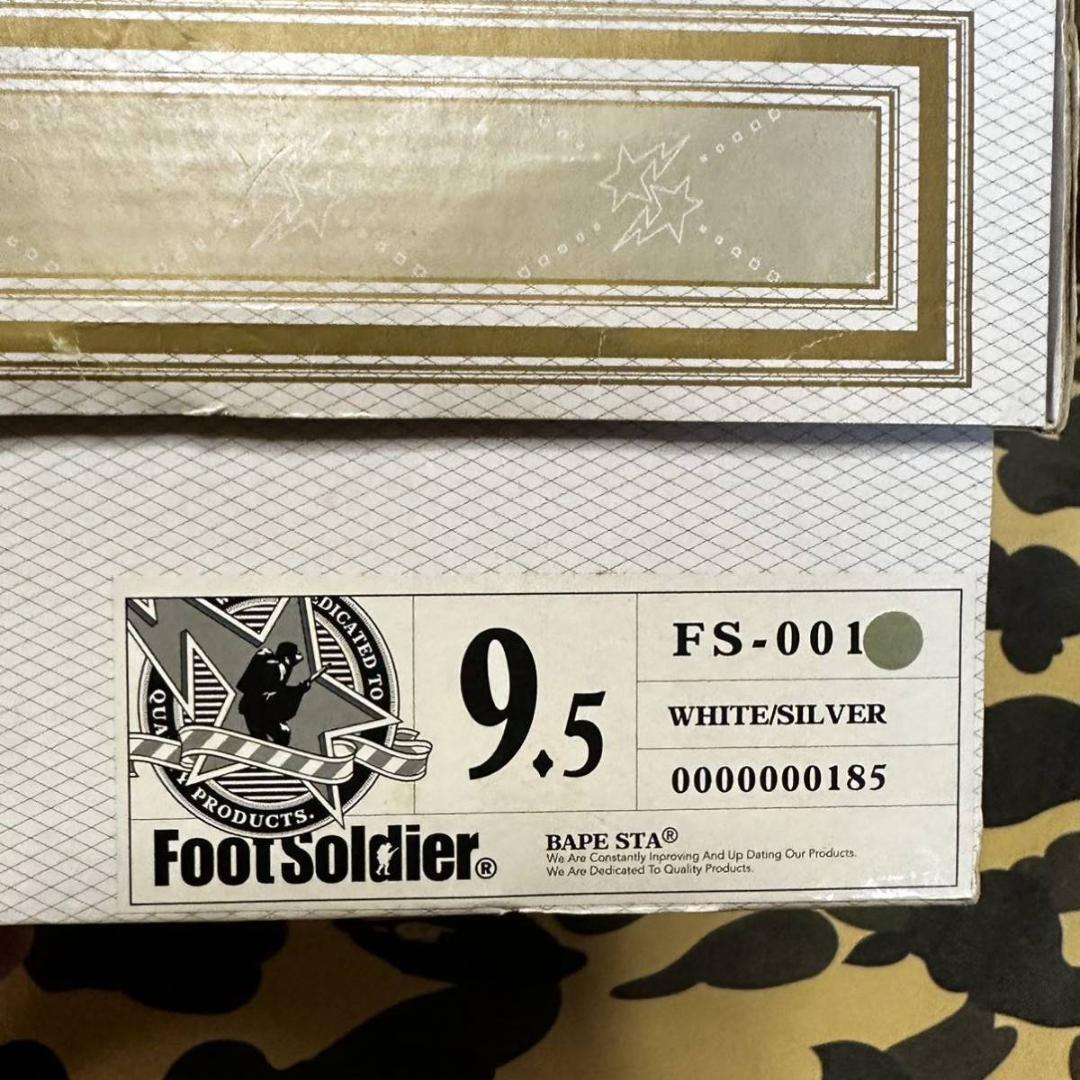 DEDICATED TO
QUALITY PRODUCTS.
9.5
FS-001
WHITE/SILVER
0000000185
FootSoldier®
BAPE STA®
We Are Constantly Inproving And Up Dating Our Products.
We Are Dedicated To Quality Products.